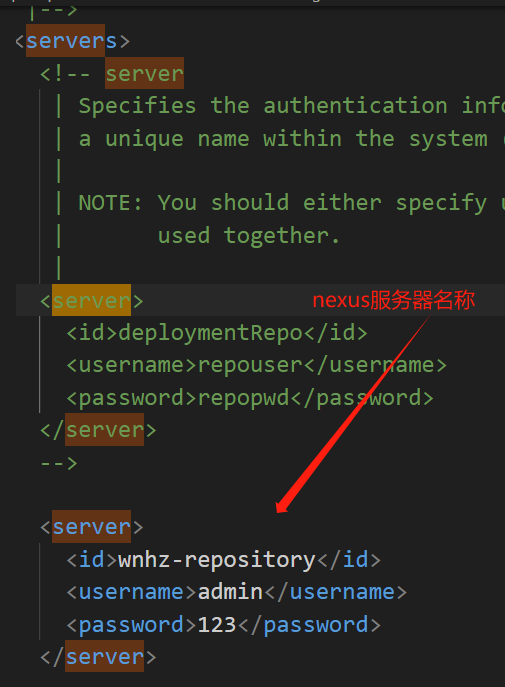 |-->
<servers>
<!-- server
| Specifies the authentication info
| a unique name within the system
|
| NOTE: You should either specify
| used together.
|
<server>
nexus服务器名称
<id>deploymentRepo</id>
<username>repouser</username>
<password>repopwd</password>
</server>
-->
<server>
<id>wnhz-repository</id>
<username>admin</username>
<password>123</password>
</server>